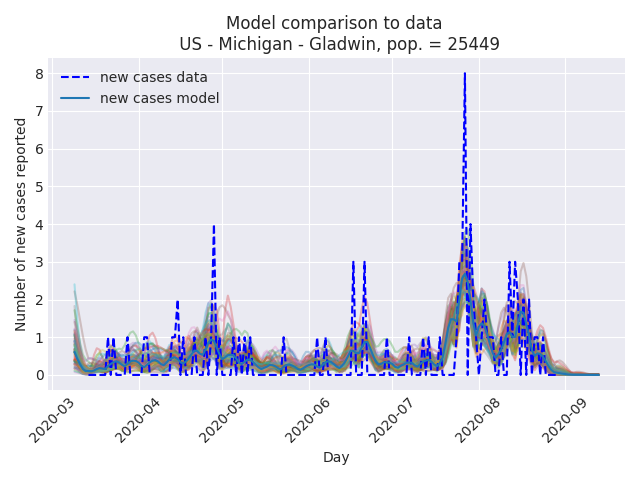 Model comparison to data
US - Michigan - Gladwin, pop. = 25449
new cases data
new cases model
Number of new cases reported
8
7
6
5
4
3
2
1
0
2020-03
2020-04
2020-05
2020-06
2020-07
2020-08
2020-09
Day